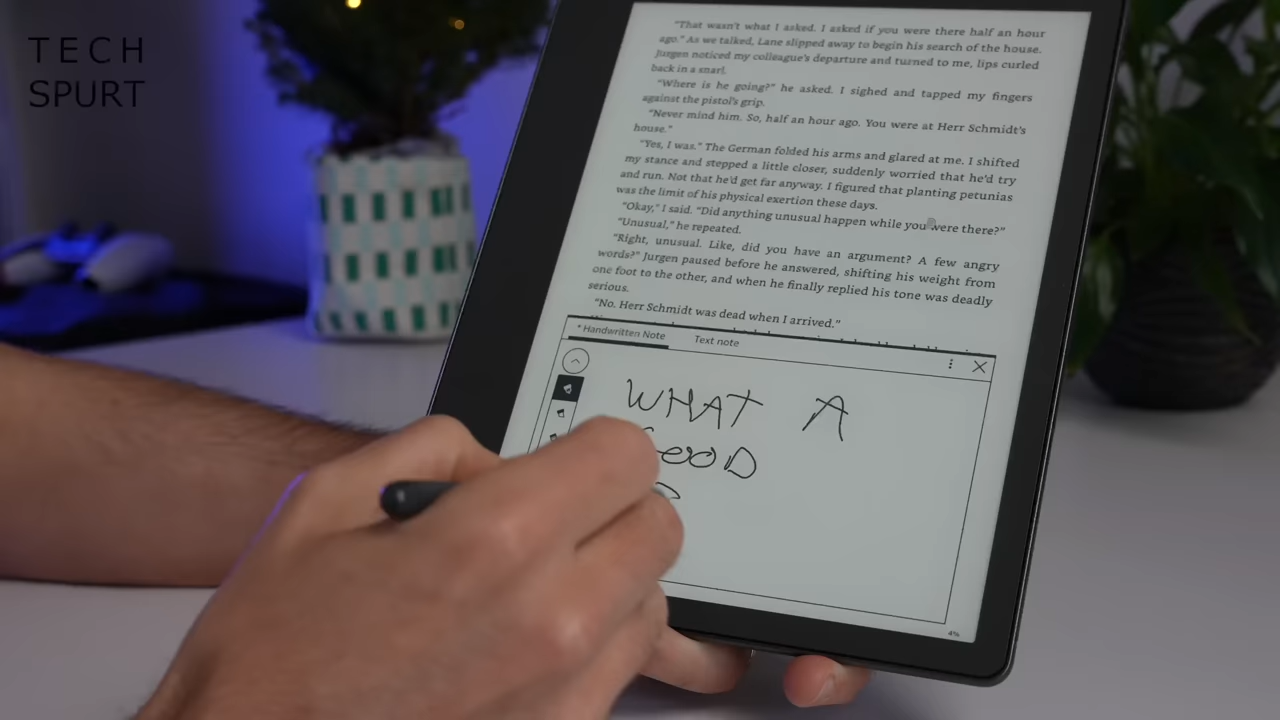 TECH
SPURT
"That wasn't what I asked. I asked if you were there half an hour
ago." As we talked, Lane slipped away to begin his search of the house.
Jurgen noticed my colleague's departure and turned to me, lips curled
back in a snarl.
"Where is he going?" he asked. I sighed and tapped my fingers
against the pistol's grip.
"Never mind him. So, half an hour ago. You were at Herr Schmidt's
house."
"Yes, I was." The German folded his arms and glared at me. I shifted
my stance and stepped a little closer, suddenly worried that he'd try
and run. Not that he'd get far anyway. I figured that planting petunias
was the limit of his physical exertion these days.
"Okay," I said. "Did anything unusual happen while you were there?"
"Unusual," he repeated.
"Right, unusual. Like, did you have an argument? A few angry
words?" Jurgen paused before he answered, shifting his weight from
one foot to the other, and when he finally replied his tone was deadly
serious.
"No. Herr Schmidt was dead when I arrived."
* Handwritten Note
Text note
WHAT A
GOOD
4%